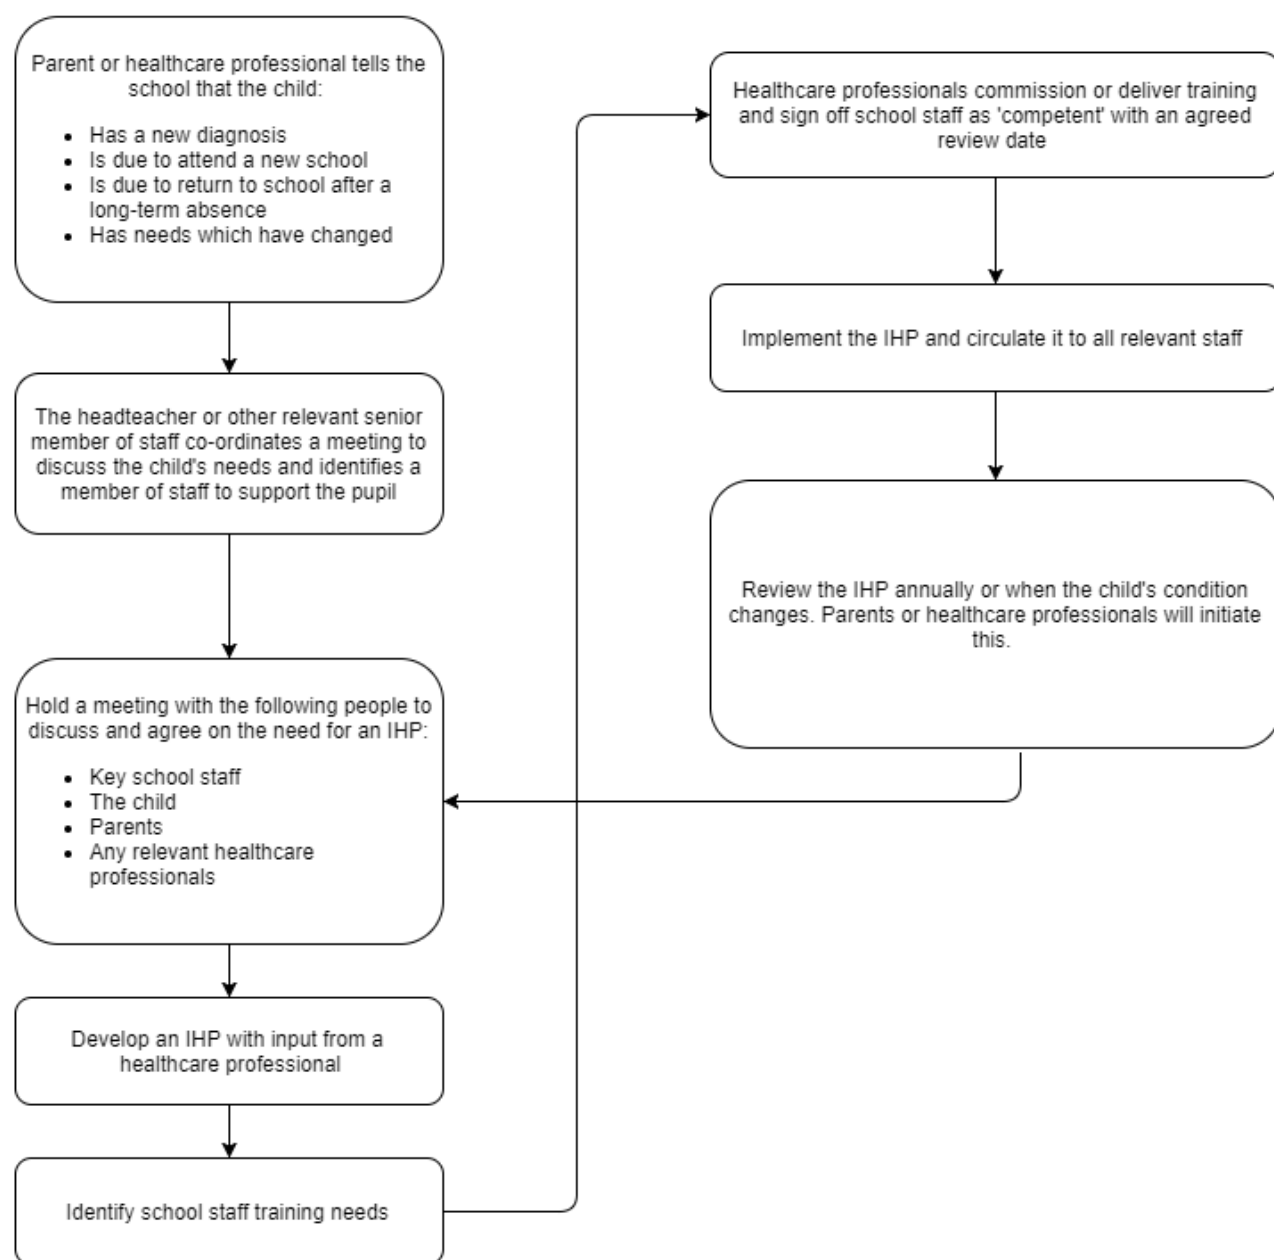 Parent or healthcare professional tells the
school that the child:
• Has a new diagnosis
• Is due to attend a new school
• Is due to return to school after a
long-term absence
• Has needs which have changed
The headteacher or other relevant senior
member of staff co-ordinates a meeting to
discuss the child's needs and identifies a
member of staff to support the pupil
Hold a meeting with the following people to
discuss and agree on the need for an IHP:
• Key school staff
• The child
• Parents
• Any relevant healthcare
professionals
Develop an IHP with input from a
healthcare professional
Identify school staff training needs
Healthcare professionals commission or deliver training
and sign off school staff as 'competent' with an agreed
review date
Implement the IHP and circulate it to all relevant staff
Review the IHP annually or when the child's condition
changes. Parents or healthcare professionals will initiate
this.